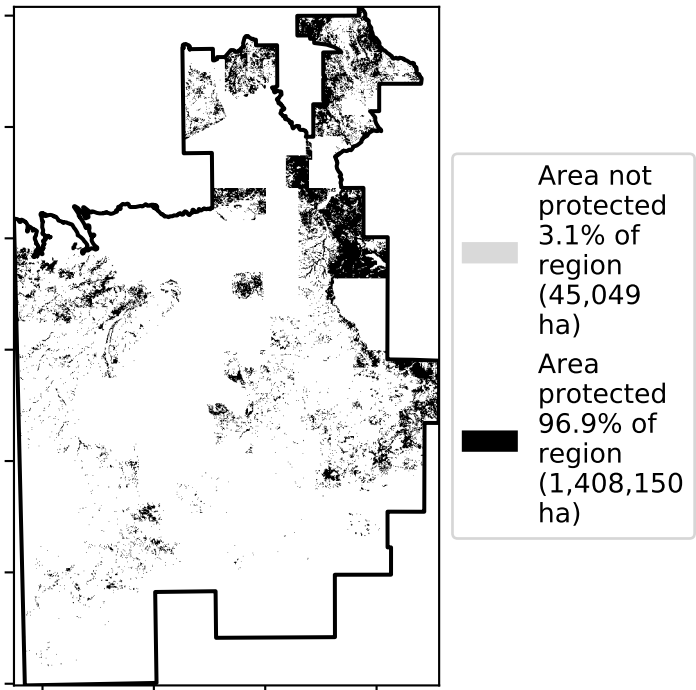 Area not
protected
3.1% of
region
(45,049
ha)
Area
protected
96.9% of
region
(1,408,150
ha)